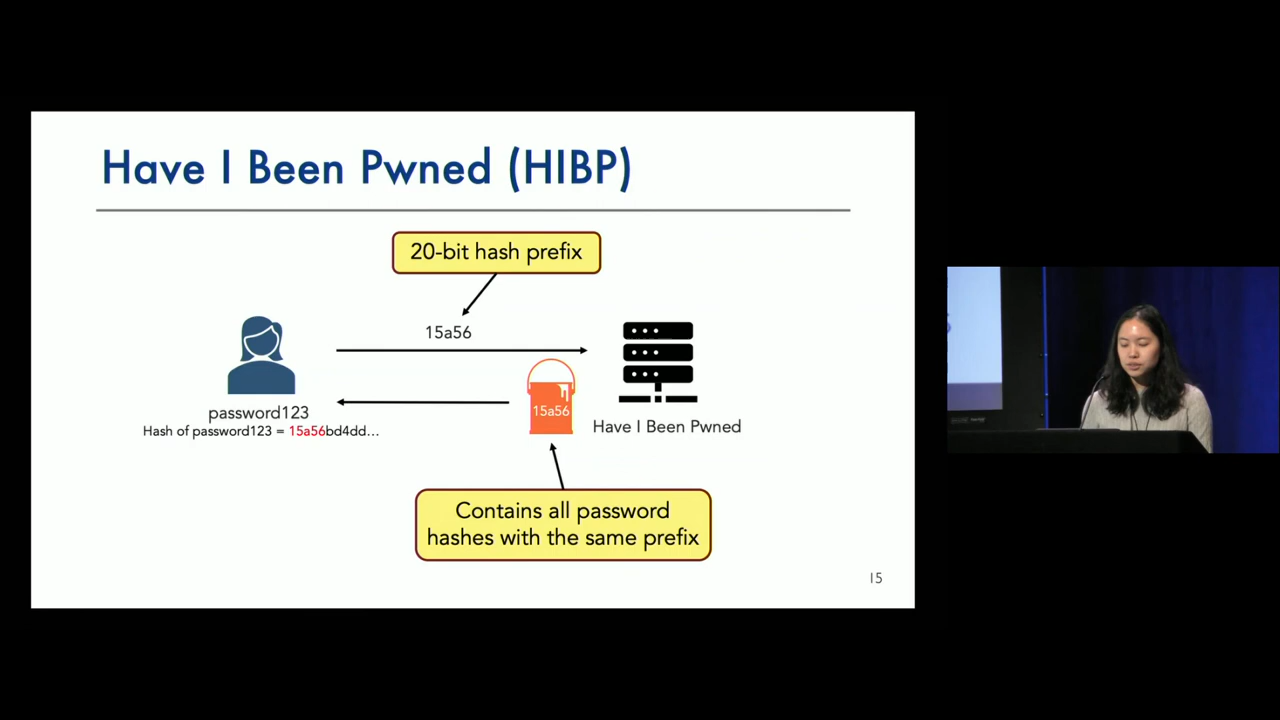 Have I Been Pwned (HIBP)
20-bit hash prefix
15a56
15a56
password123
Hash of password123 = 15a56bd4dd...
Have I Been Pwned
Contains all password
hashes with the same prefix
15